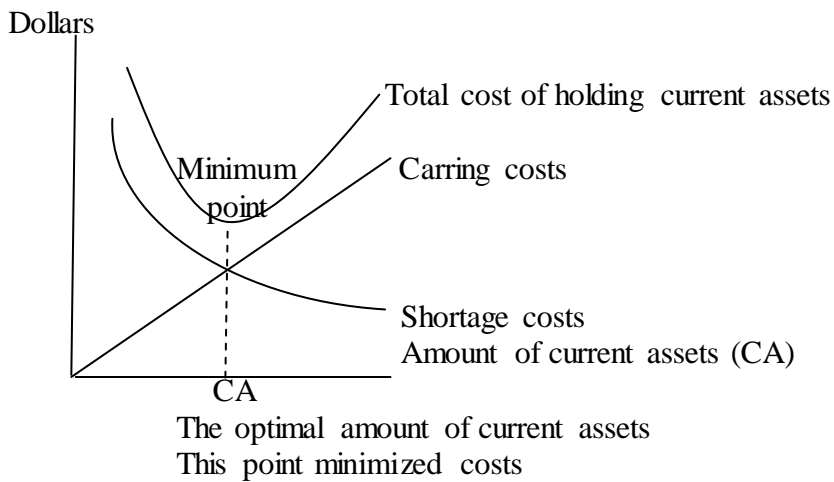 Dollars
Total cost of holding current assets
Minimum
point
Carring costs
Shortage costs
Amount of current assets (CA)
CA
The optimal amount of current assets
This point minimized costs